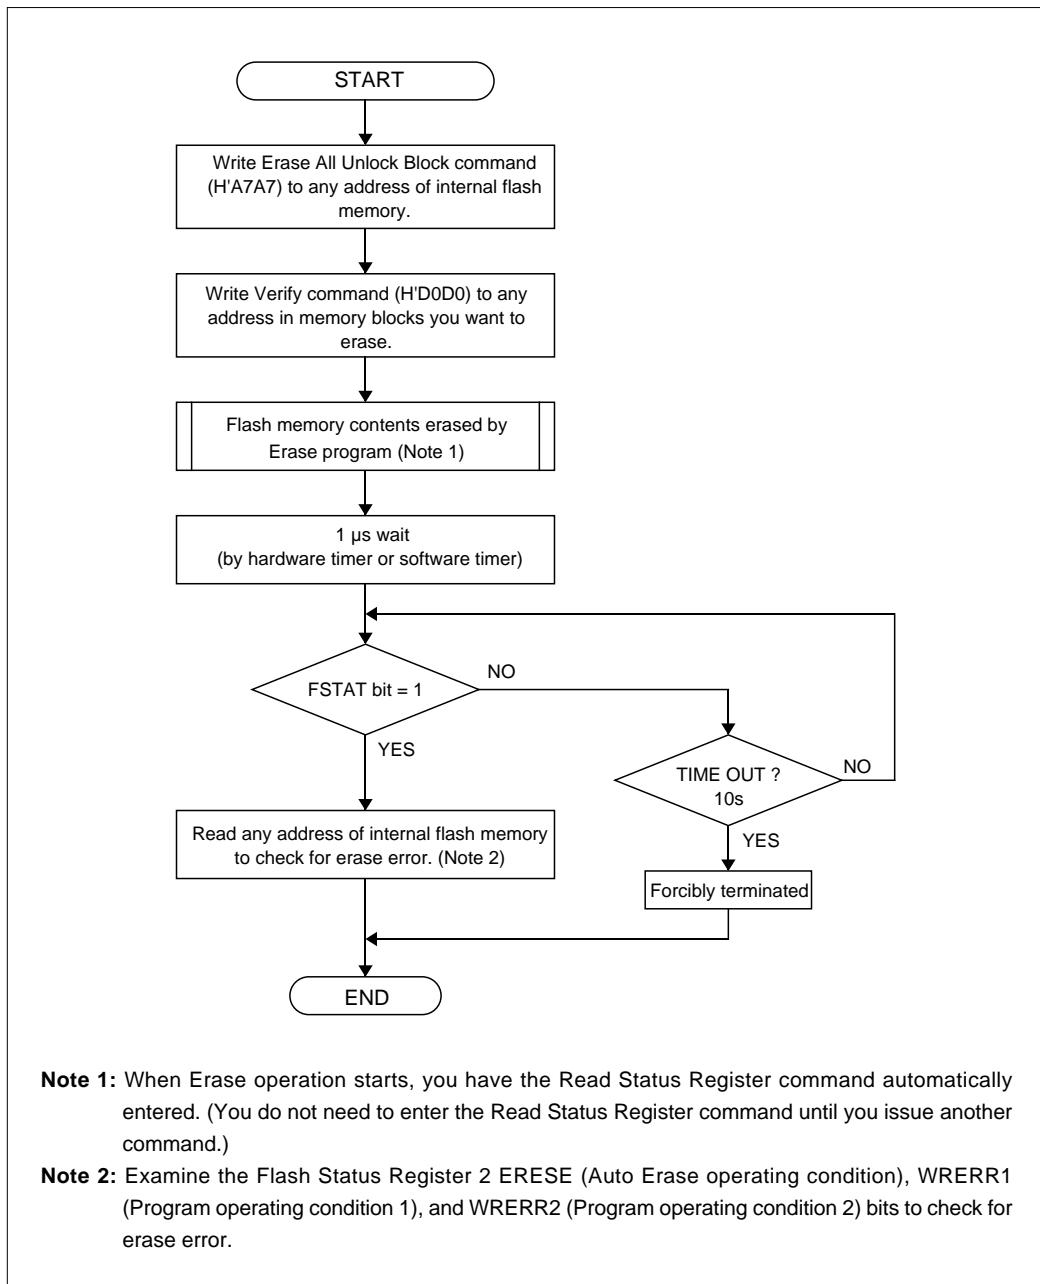 START
Write Erase All Unlock Block command
(H'A7A7) to any address of internal flash
memory.
Write Verify command (H'D0D0) to any
address in memory blocks you want to
erase.
Flash memory contents erased by
Erase program (Note 1)
1 µs wait
(by hardware timer or software timer)
FSTAT bit = 1
NO
YES
TIME OUT ?
10s
NO
YES
Read any address of internal flash memory
to check for erase error. (Note 2)
Forcibly terminated
END
Note 1: When Erase operation starts, you have the Read Status Register command automatically
entered. (You do not need to enter the Read Status Register command until you issue another
command.)
Note 2: Examine the Flash Status Register 2 ERESE (Auto Erase operating condition), WRERR1
(Program operating condition 1), and WRERR2 (Program operating condition 2) bits to check for
erase error.